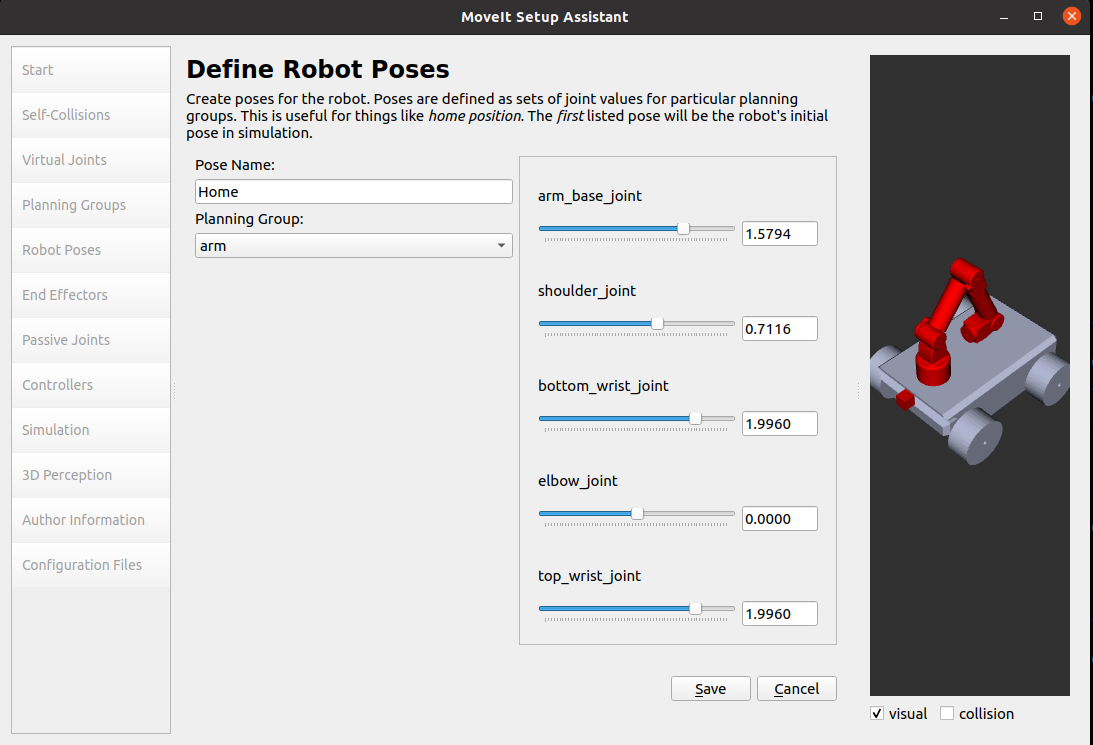 MoveIt Setup Assistant
Start
Self-Collisions
Virtual Joints
Planning Groups
Robot Poses
End Effectors
Passive Joints
Controllers
Simulation
3D Perception
Author Information
Configuration Files
Define Robot Poses
Create poses for the robot. Poses are defined as sets of joint values for particular planning
groups. This is useful for things like home position. The first listed pose will be the robot's initial
pose in simulation.
Pose Name:
Home
Planning Group:
arm
arm_base_joint
1.5794
shoulder_joint
0.7116
bottom_wrist_joint
1.9960
elbow_joint
0.0000
top_wrist_joint
1.9960
Save
Cancel
visual
collision